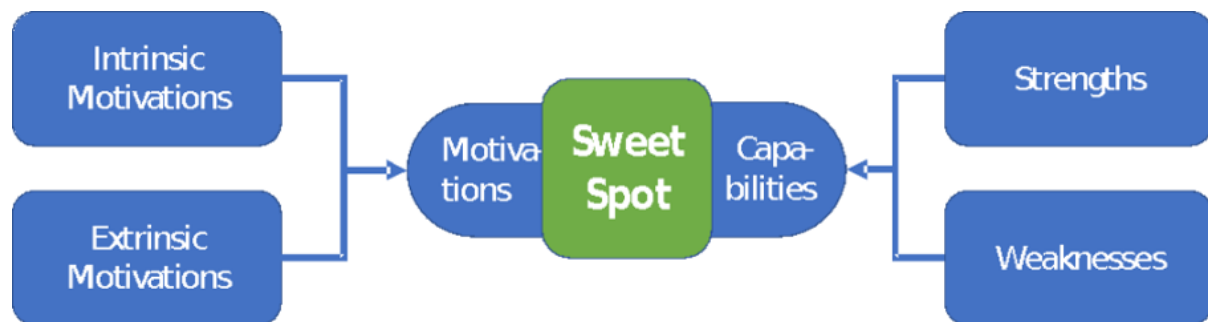 Intrinsic
Motivations
Extrinsic
Motivations
Motiva-
tions
Sweet
Spot
Capa-
bilities
Strengths
Weaknesses